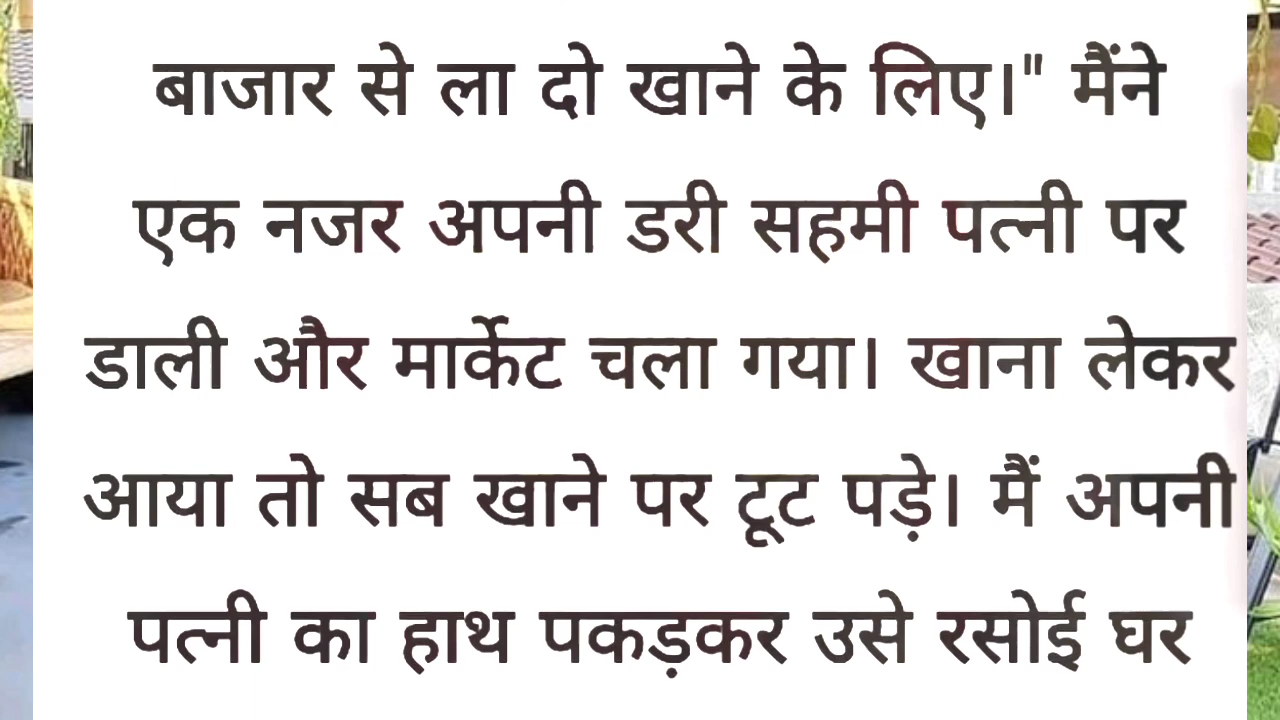 बाजार से ला दो खाने के लिए।" मैंने
एक नजर अपनी डरी सहमी पत्नी पर
डाली और मार्केट चला गया। खाना लेकर
आया तो सब खाने पर टूट पड़े। मैं अपनी
पत्नी का हाथ पकड़कर उसे रसोई घर